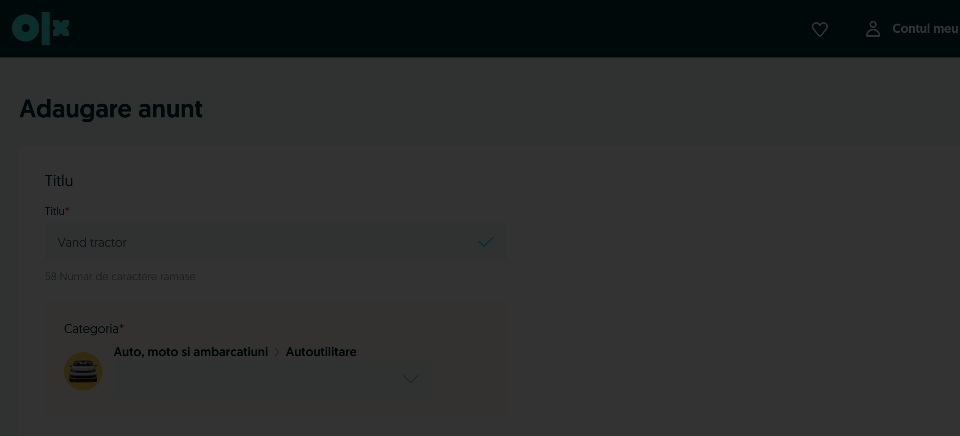 olx
Contul meu
Adaugare anunt
Titlu
Titlu*
Vand tractor
58 Numar de caractere ramase
Categoria*
Auto, moto si ambarcatiuni > Autoutilitare